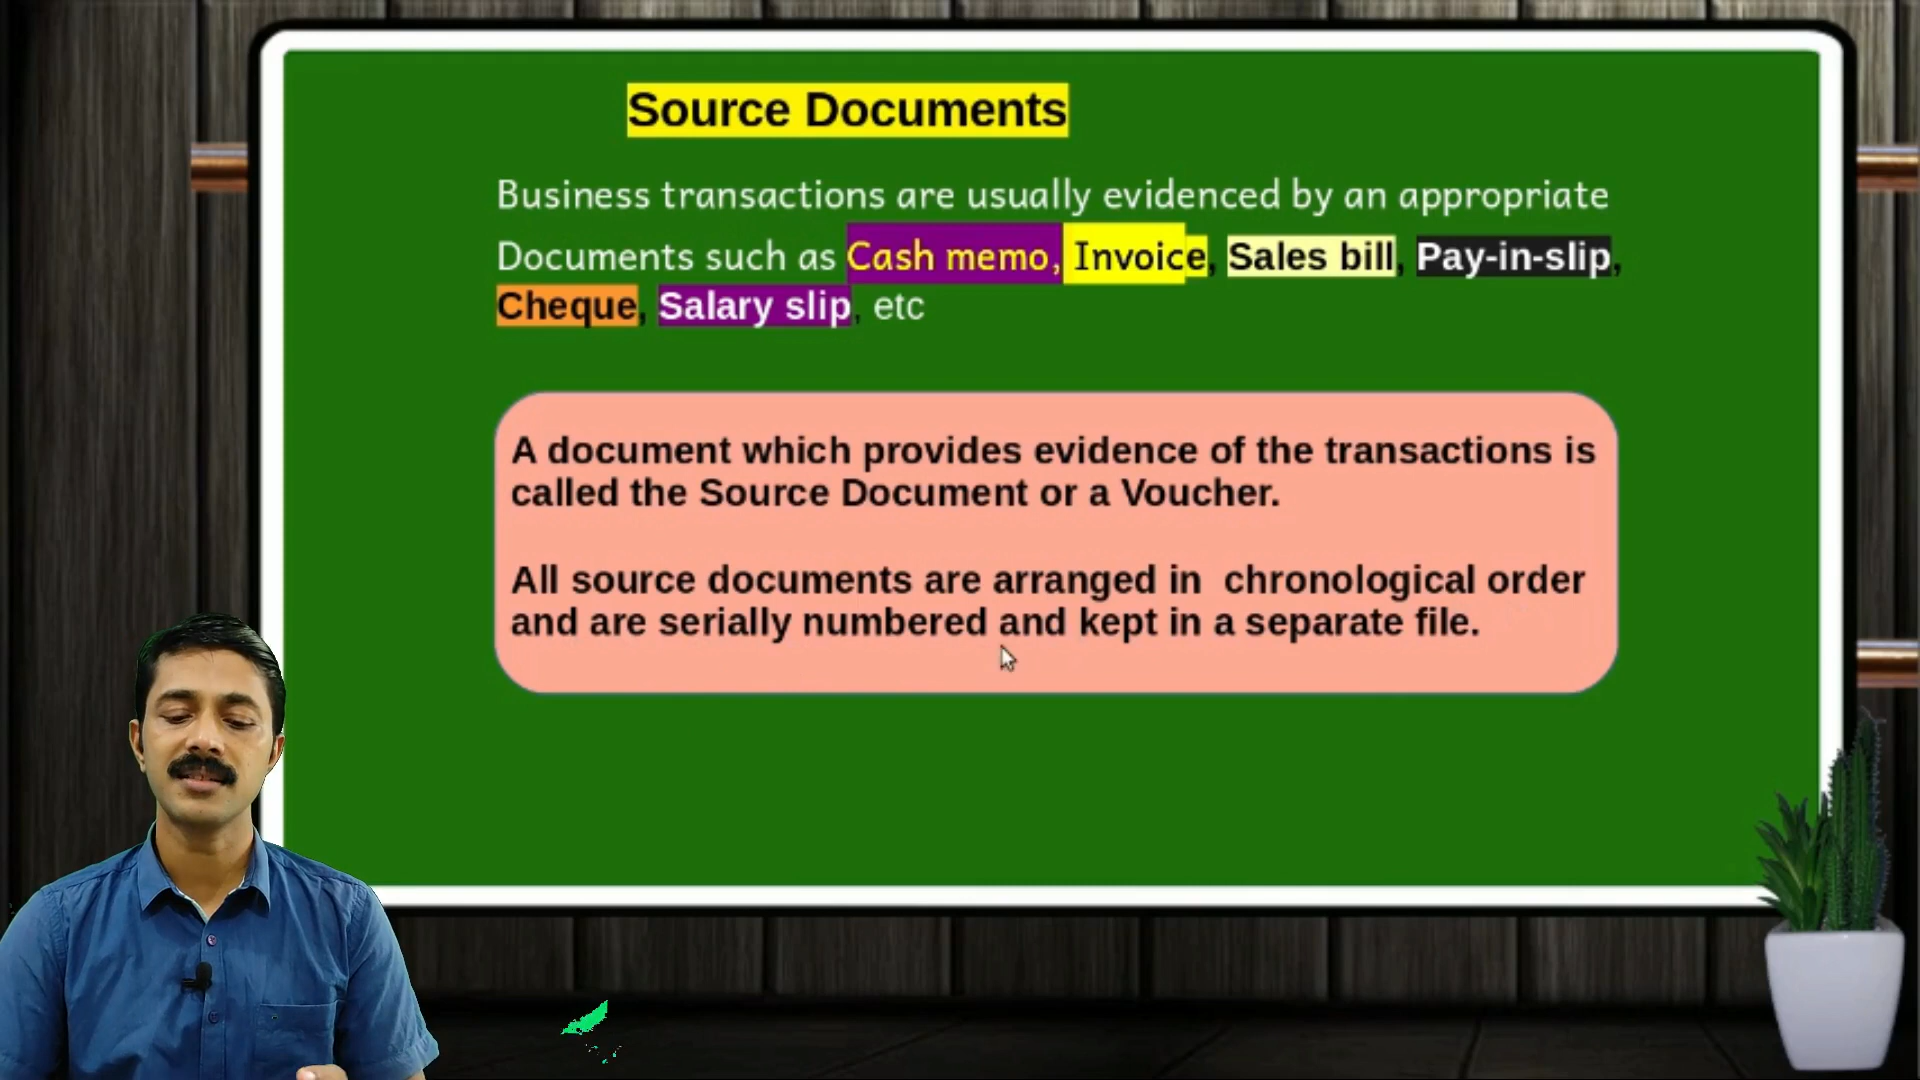 Source Documents
Business transactions are usually evidenced by an appropriate
Documents such as Cash memo, Invoice, Sales bill, Pay-in-slip,
Cheque, Salary slip, etc
A document which provides evidence of the transactions is
called the Source Document or a Voucher.
All source documents are arranged in chronological order
and are serially numbered and kept in a separate file.